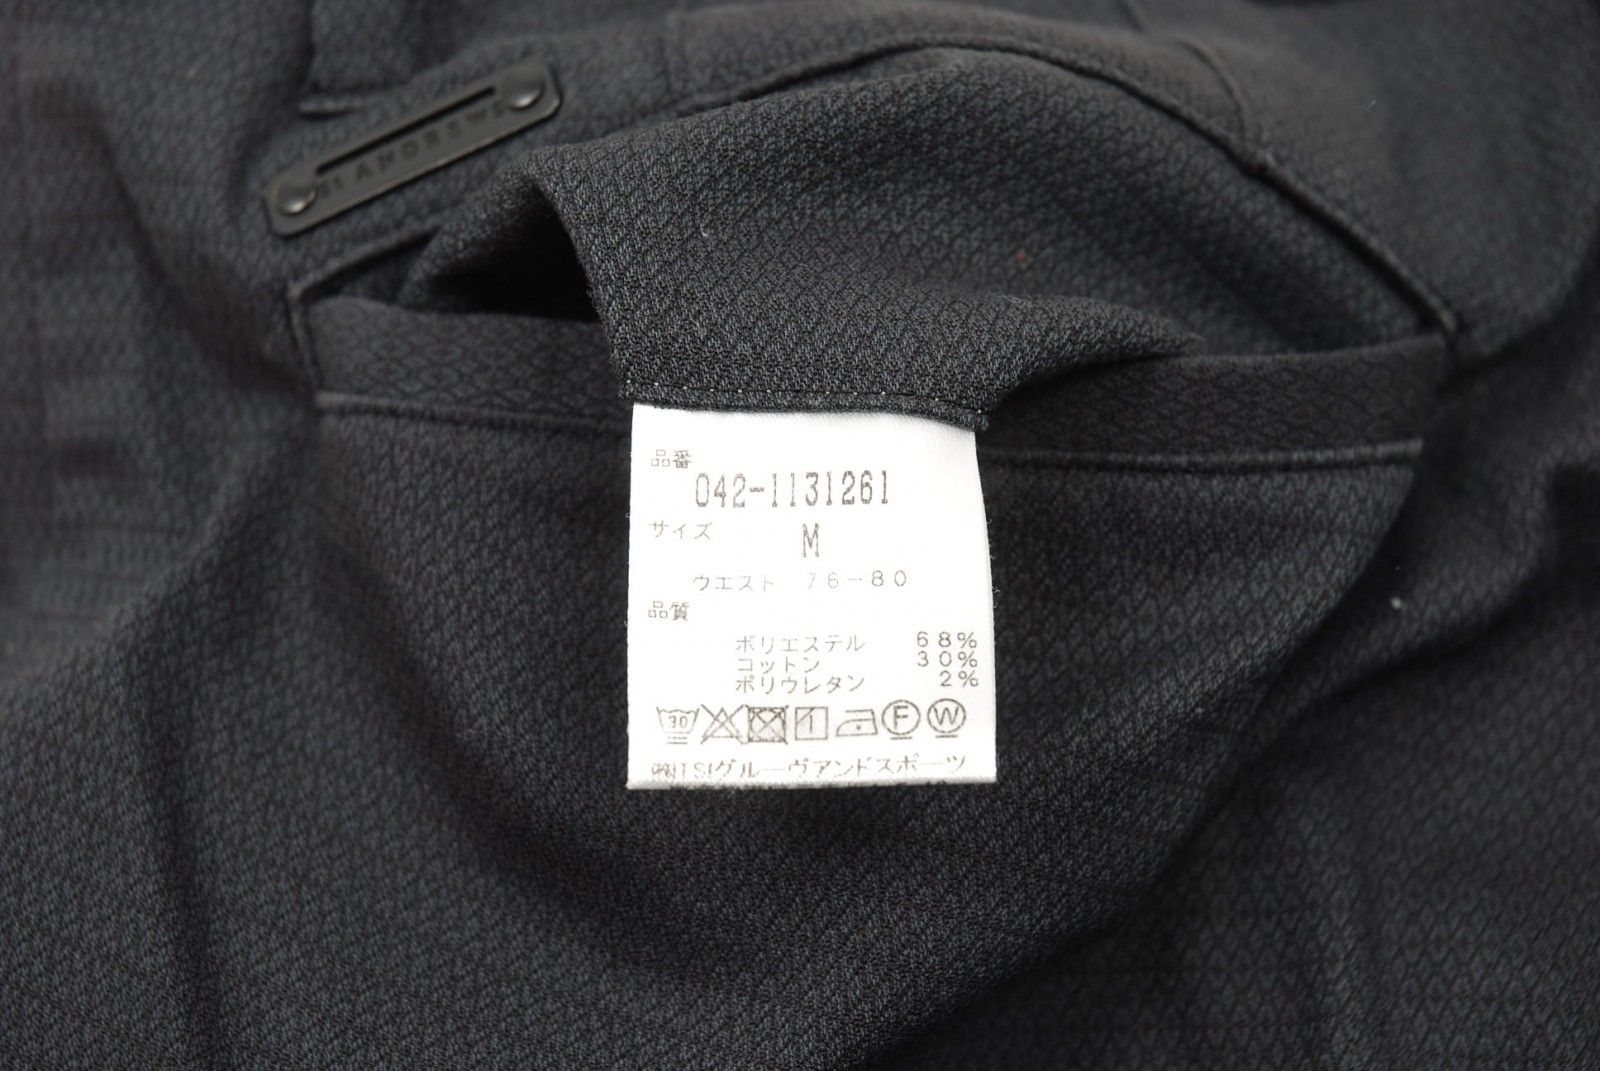 ANDREWS
品番
042-1131261
サイズ
M
ウエスト 76-80
品質
ポリエステル 68%
コットン 30%
ポリウレタン 2%
30
1
F
W
TSIグルーヴアンドスポーツ